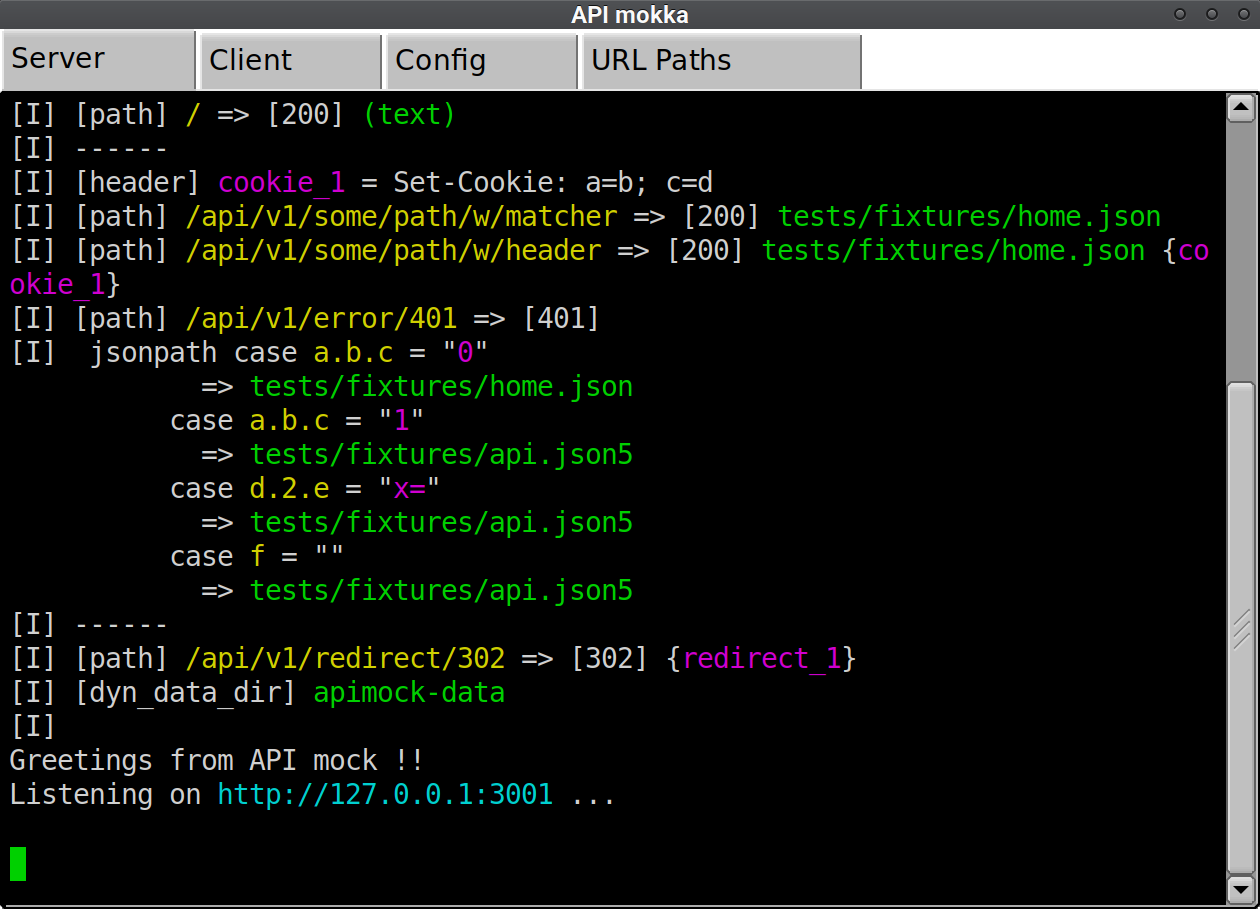 API mokka
Server Client Config URL Paths
[I] [path] / => [200] (text)
[I] ------
[I] [header] cookie_1 = Set-Cookie: a=b; c=d
[I] [path] /api/v1/some/path/w/matcher => [200] tests/fixtures/home.json
[I] [path] /api/v1/some/path/w/header => [200] tests/fixtures/home.json {co
okie_1}
[I] [path] /api/v1/error/401 => [401]
[I]  jsonpath case a.b.c = "0"
            => tests/fixtures/home.json
          case a.b.c = "1"
            => tests/fixtures/api.json5
          case d.2.e = "x="
            => tests/fixtures/api.json5
          case f = ""
            => tests/fixtures/api.json5
[I] ------
[I] [path] /api/v1/redirect/302 => [302] {redirect_1}
[I] [dyn_data_dir] apimock-data
[I]
Greetings from API mock !!
Listening on http://127.0.0.1:3001 ...